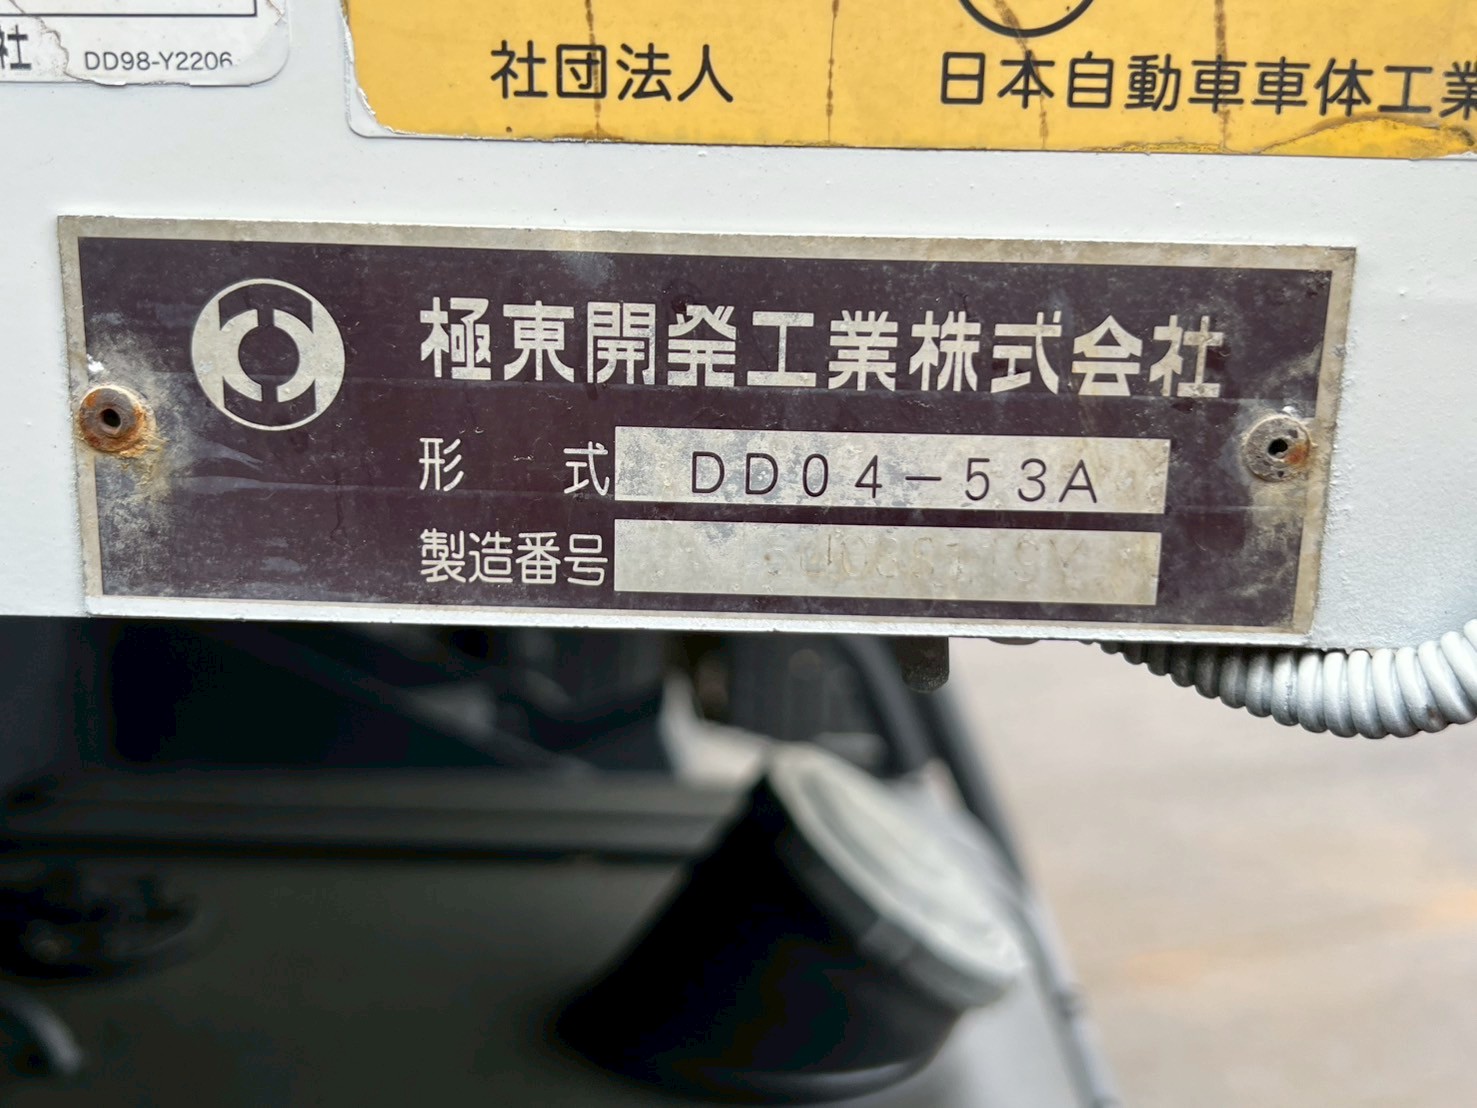 社 DD98-Y2206
社団法人 日本自動車車体工業
極東開発工業株式会社
形 式 DD04-53A
製造番号